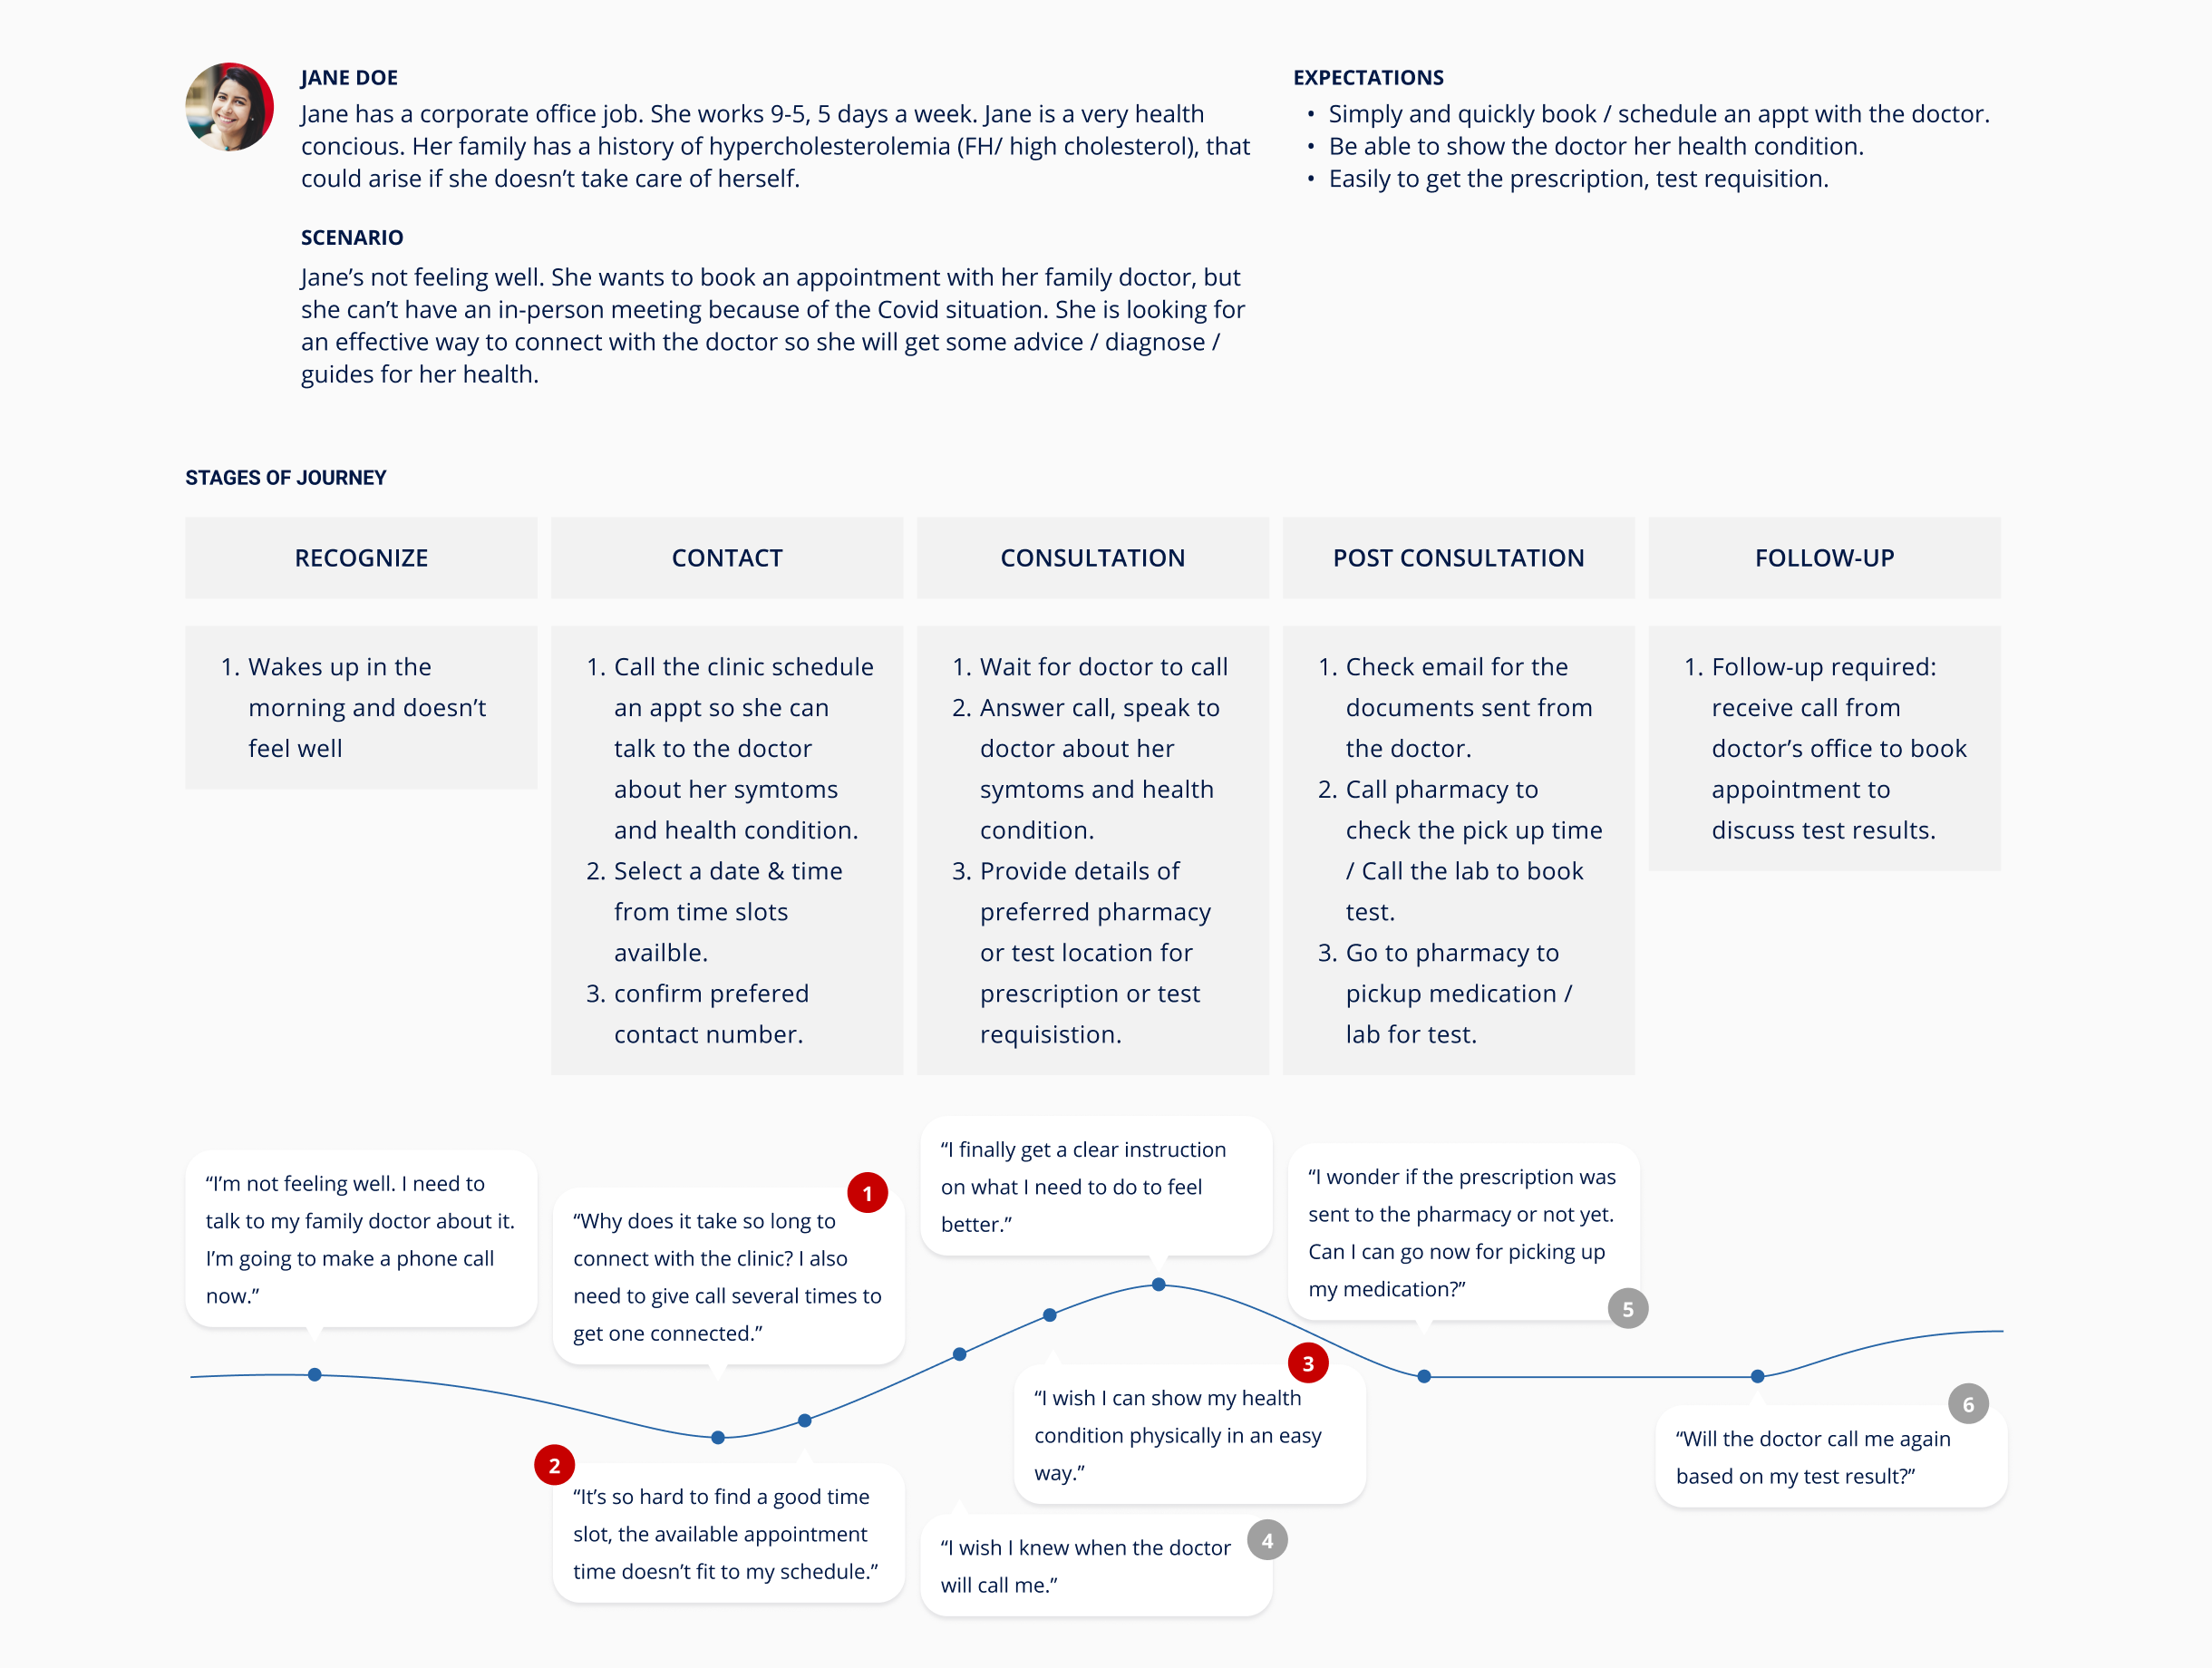 JANE DOE
Jane has a corporate office job. She works 9-5, 5 days a week. Jane is a very health
concious. Her family has a history of hypercholesterolemia (FH/ high cholesterol), that
could arise if she doesn’t take care of herself.
SCENARIO
Jane’s not feeling well. She wants to book an appointment with her family doctor, but
she can’t have an in-person meeting because of the Covid situation. She is looking for
an effective way to connect with the doctor so she will get some advice / diagnose /
guides for her health.
EXPECTATIONS
• Simply and quickly book / schedule an appt with the doctor.
• Be able to show the doctor her health condition.
• Easily to get the prescription, test requisition.
STAGES OF JOURNEY
RECOGNIZE
1. Wakes up in the
morning and doesn’t
feel well
CONTACT
1. Call the clinic schedule
an appt so she can
talk to the doctor
about her symtoms
and health condition.
2. Select a date & time
from time slots
availble.
3. confirm prefered
contact number.
CONSULTATION
1. Wait for doctor to call
2. Answer call, speak to
doctor about her
symtoms and health
condition.
3. Provide details of
preferred pharmacy
or test location for
prescription or test
requisistion.
POST CONSULTATION
1. Check email for the
documents sent from
the doctor.
2. Call pharmacy to
check the pick up time
/ Call the lab to book
test.
3. Go to pharmacy to
pickup medication /
lab for test.
FOLLOW-UP
1. Follow-up required:
receive call from
doctor’s office to book
appointment to
discuss test results.
“I’m not feeling well. I need to
talk to my family doctor about it.
I’m going to make a phone call
now.”
1
“Why does it take so long to
connect with the clinic? I also
need to give call several times to
get one connected.”
2
“It’s so hard to find a good time
slot, the available appointment
time doesn’t fit to my schedule.”
“I finally get a clear instruction
on what I need to do to feel
better.”
3
“I wish I can show my health
condition physically in an easy
way.”
4
“I wish I knew when the doctor
will call me.”
“I wonder if the prescription was
sent to the pharmacy or not yet.
Can I can go now for picking up
my medication?”
5
6
“Will the doctor call me again
based on my test result?”